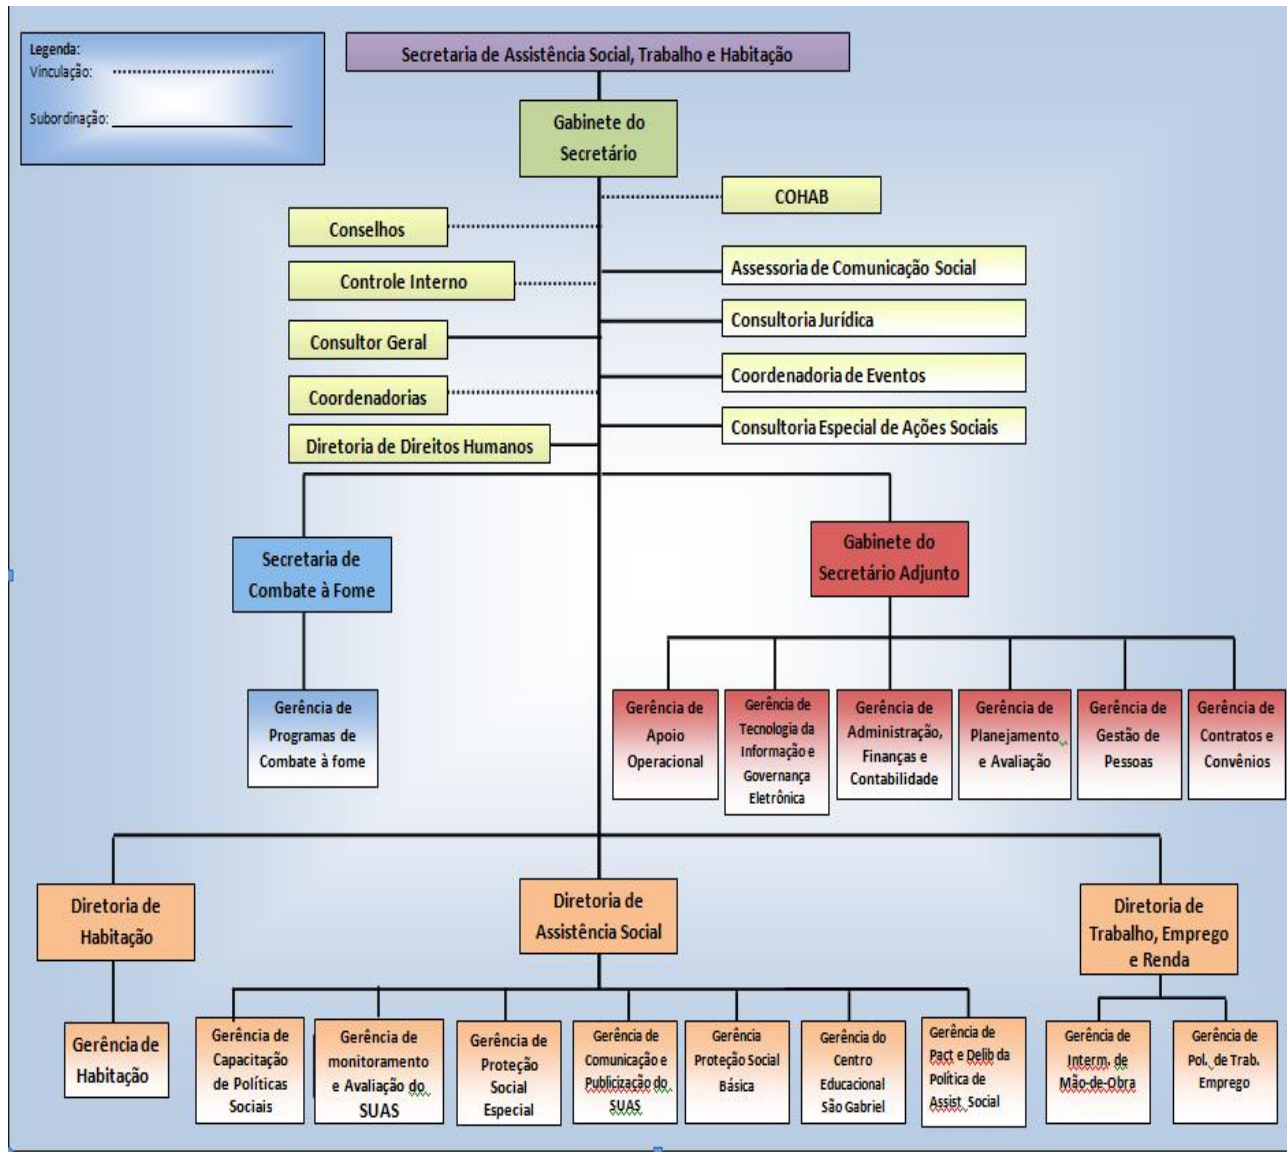 Legenda:
Vinculação:
Subordinação:
Secretaria de Assistência Social, Trabalho e Habitação
Gabinete do
Secretário
COHAB
Conselhos
Assessoria de Comunicação Social
Controle Interno
Consultoria Jurídica
Consultor Geral
Coordenadoria de Eventos
Coordenadorias
Consultoria Especial de Ações Sociais
Diretoria de Direitos Humanos
Secretaria de
Combate à Fome
Gabinete do
Secretário Adjunto
Gerência de
Programas de
Combate à fome
Gerência de
Apoio
Operacional
Gerência de
Tecnologia da
Informação e
Governança
Eletrônica
Gerência de
Administração,
Finanças e
Contabilidade
Gerência de
Planejamento
e Avaliação
Gerência de
Gestão de
Pessoas
Gerência de
Contratos e
Convênios
Diretoria de
Habitação
Diretoria de
Assistência Social
Diretoria de
Trabalho, Emprego
e Renda
Gerência de
Habitação
Gerência de
Capacitação
de Políticas
Sociais
Gerência de
monitoramento
e Avaliação do
SUAS
Gerência de
Proteção
Social
Especial
Gerência de
Comunicação e
Publicização do
SUAS
Gerência
Proteção Social
Básica
Gerência do
Centro
Educacional
São Gabriel
Gerência de
Pact e Delib da
Política de
Assist. Social
Gerência de
Interm. de
Mão-de-Obra
Gerência de
Pol. de Trab.
Emprego